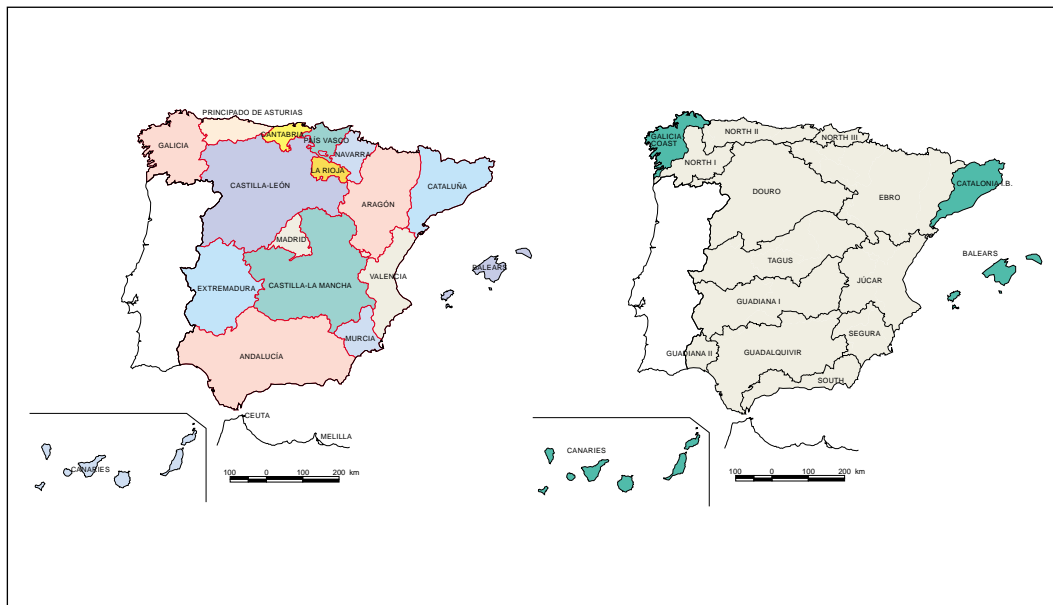 PRINCIPADO DE ASTURIAS
CANTABRIA
PAÍS VASCO
GALICIA
NAVARRA
LA RIOJA
CASTILLA-LEÓN
CATALUÑA
ARAGÓN
MADRID
BALEARS
VALENCIA
EXTREMADURA
CASTILLA-LA MANCHA
MURCIA
ANDALUCÍA
CEUTA
MELILLA
CANARIES
100 0 100 200 km
GALICIA
COAST
NORTH II
NORTH III
NORTH I
CATALONIA I.B.
DOURO
EBRO
BALEARS
TAGUS
JÚCAR
GUADIANA I
SEGURA
GUADIANA II
GUADALQUIVIR
SOUTH
CANARIES
100 0 100 200 km